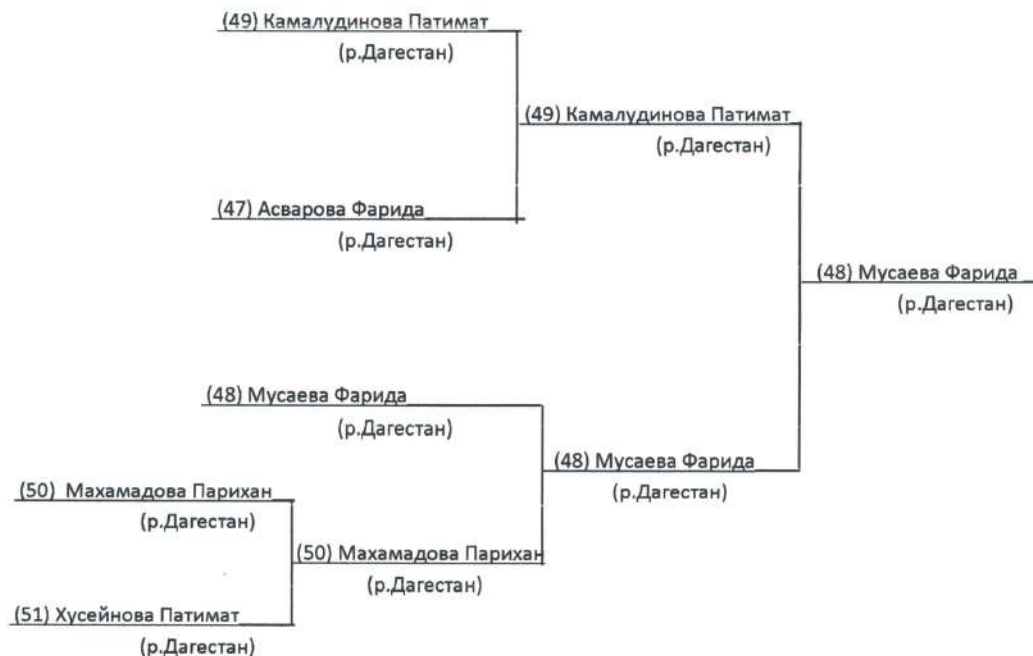 (49) Камалудинова Патимат
(р.Дагестан)
(49) Камалудинова Патимат
(р.Дагестан)
(47) Асварова Фарида
(р.Дагестан)
(48) Мусаева Фарида
(р.Дагестан)
(48) Мусаева Фарида
(р.Дагестан)
(48) Мусаева Фарида
(р.Дагестан)
(50) Махамадова Парихан
(р.Дагестан)
(50) Махамадова Парихан
(р.Дагестан)
(51) Хусейнова Патимат
(р.Дагестан)